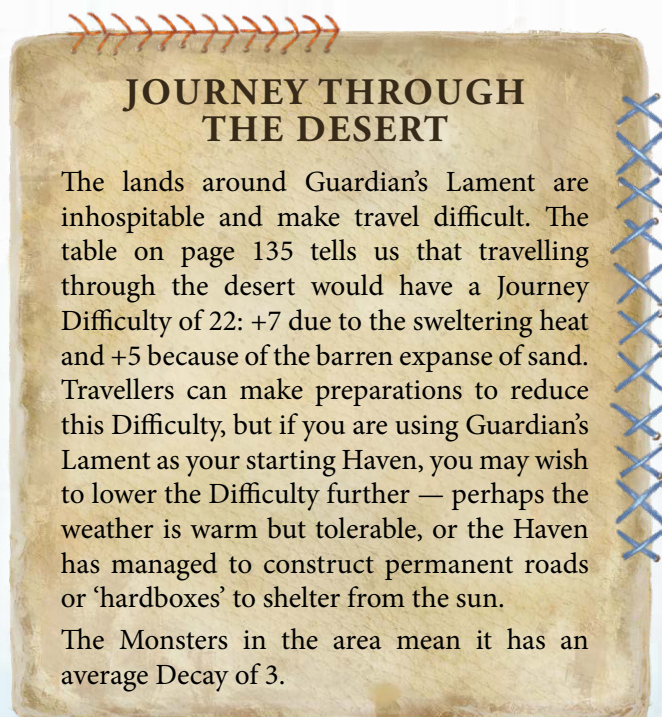 JOURNEY THROUGH
THE DESERT
The lands around Guardian’s Lament are
inhospitable and make travel difficult. The
table on page 135 tells us that travelling
through the desert would have a Journey
Difficulty of 22: +7 due to the sweltering heat
and +5 because of the barren expanse of sand.
Travellers can make preparations to reduce
this Difficulty, but if you are using Guardian’s
Lament as your starting Haven, you may wish
to lower the Difficulty further — perhaps the
weather is warm but tolerable, or the Haven
has managed to construct permanent roads
or ‘hardboxes’ to shelter from the sun.
The Monsters in the area mean it has an
average Decay of 3.